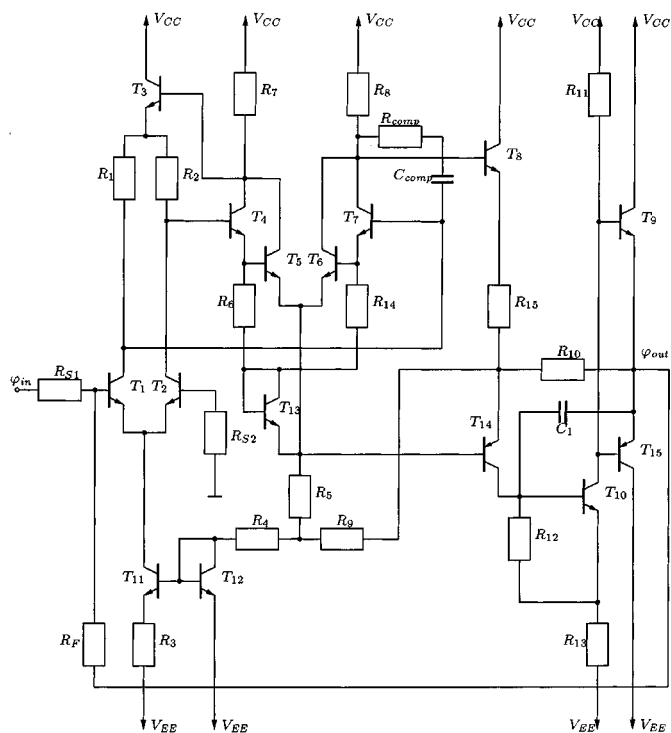 V_CC V_CC V_CC V_CC V_CC V_CC
T_3 R_7 R_8 R_11
R_comp
T_8
R_1 R_2 C_comp
T_4 T_7 T_9
T_5 T_6
R_6 R_14 R_15
R_10 φ_out
φ_in R_S1 T_1 T_2
T_13 T_14 C_1
R_S2 T_15
R_5 T_10
R_4 R_9 R_12
T_11 T_12
R_F R_3 R_13
V_EE V_EE V_EE V_EE